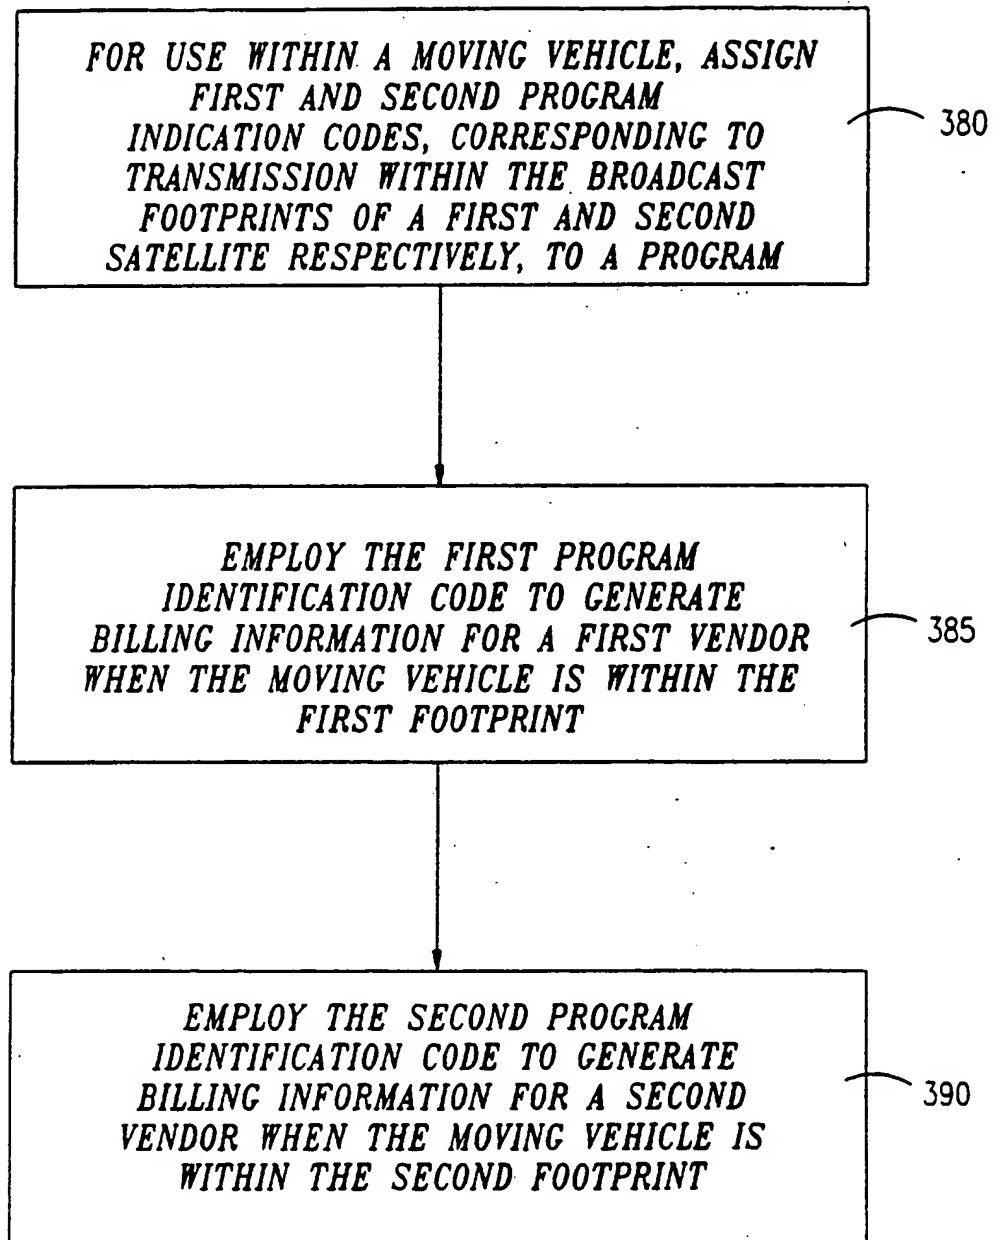 FOR USE WITHIN A MOVING VEHICLE, ASSIGN
FIRST AND SECOND PROGRAM
INDICATION CODES, CORRESPONDING TO
TRANSMISSION WITHIN THE BROADCAST
FOOTPRINTS OF A FIRST AND SECOND
SATELLITE RESPECTIVELY, TO A PROGRAM
380
EMPLOY THE FIRST PROGRAM
IDENTIFICATION CODE TO GENERATE
BILLING INFORMATION FOR A FIRST VENDOR
WHEN THE MOVING VEHICLE IS WITHIN THE
FIRST FOOTPRINT
385
EMPLOY THE SECOND PROGRAM
IDENTIFICATION CODE TO GENERATE
BILLING INFORMATION FOR A SECOND
VENDOR WHEN THE MOVING VEHICLE IS
WITHIN THE SECOND FOOTPRINT
390